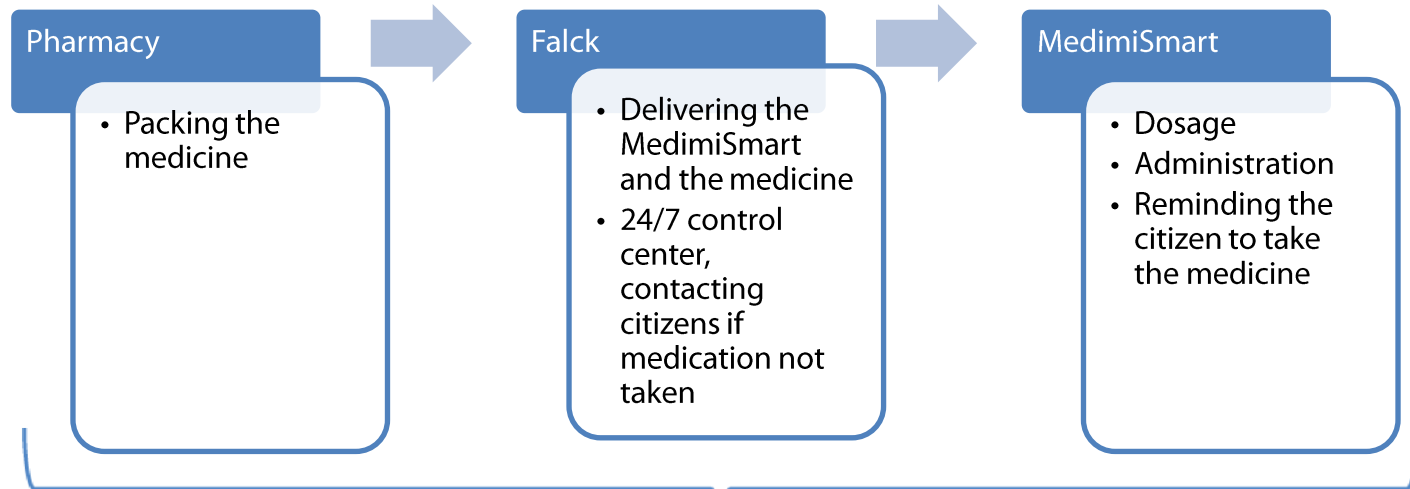 Pharmacy
• Packing the
medicine
Falck
• Delivering the
MedimiSmart
and the medicine
• 24/7 control
center,
contacting
citizens if
medication not
taken
MedimiSmart
• Dosage
• Administration
• Reminding the
citizen to take
the medicine